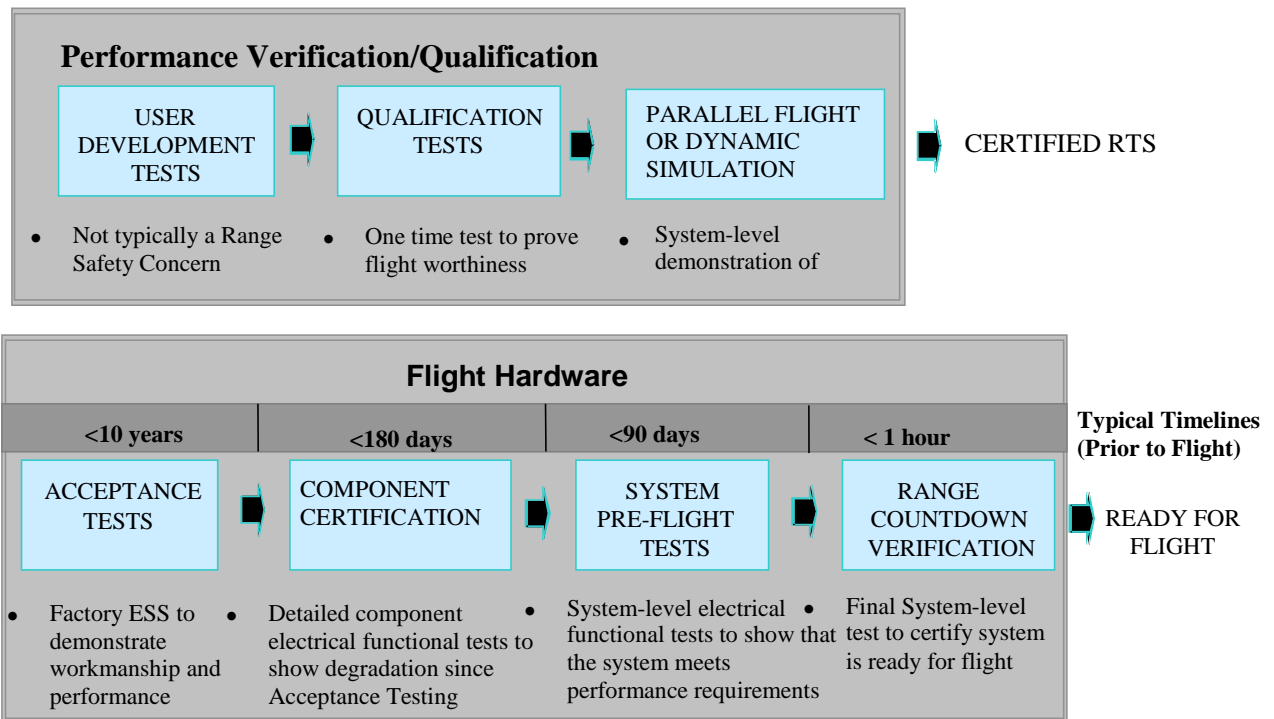 Performance Verification/Qualification
USER
DEVELOPMENT
TESTS
QUALIFICATION
TESTS
PARALLEL FLIGHT
OR DYNAMIC
SIMULATION
CERTIFIED RTS
• Not typically a Range
Safety Concern
• One time test to prove
flight worthiness
• System-level
demonstration of
Flight Hardware
<10 years
<180 days
<90 days
< 1 hour
Typical Timelines
(Prior to Flight)
ACCEPTANCE
TESTS
COMPONENT
CERTIFICATION
SYSTEM
PRE-FLIGHT
TESTS
RANGE
COUNTDOWN
VERIFICATION
READY FOR
FLIGHT
• Factory ESS to
demonstrate
workmanship and
performance
• Detailed component
electrical functional tests to
show degradation since
Acceptance Testing
• System-level electrical
functional tests to show that
the system meets
performance requirements
• Final System-level
test to certify system
is ready for flight